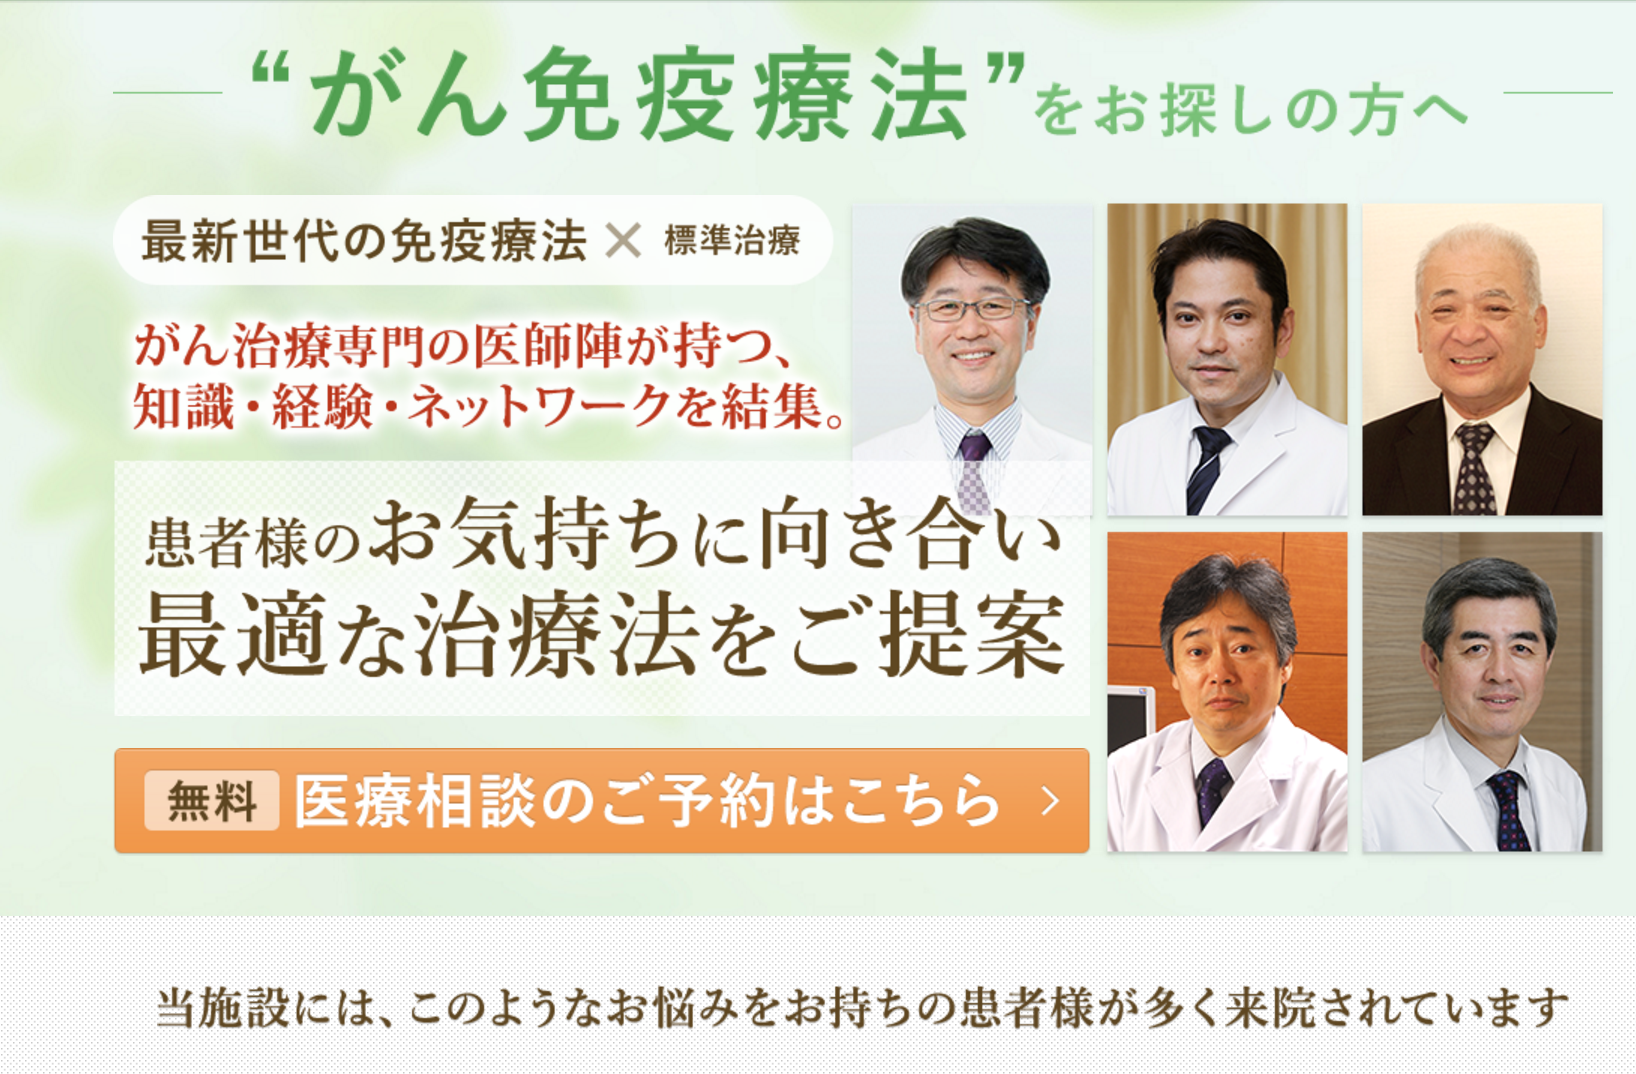 “がん免疫療法”をお探しの方へ
最新世代の免疫療法×標準治療
がん治療専門の医師陣が持つ、
知識・経験・ネットワークを結集。
患者様のお気持ちに向き合い
最適な治療法をご提案
無料 医療相談のご予約はこちら
当施設には、このようなお悩みをお持ちの患者様が多く来院されています